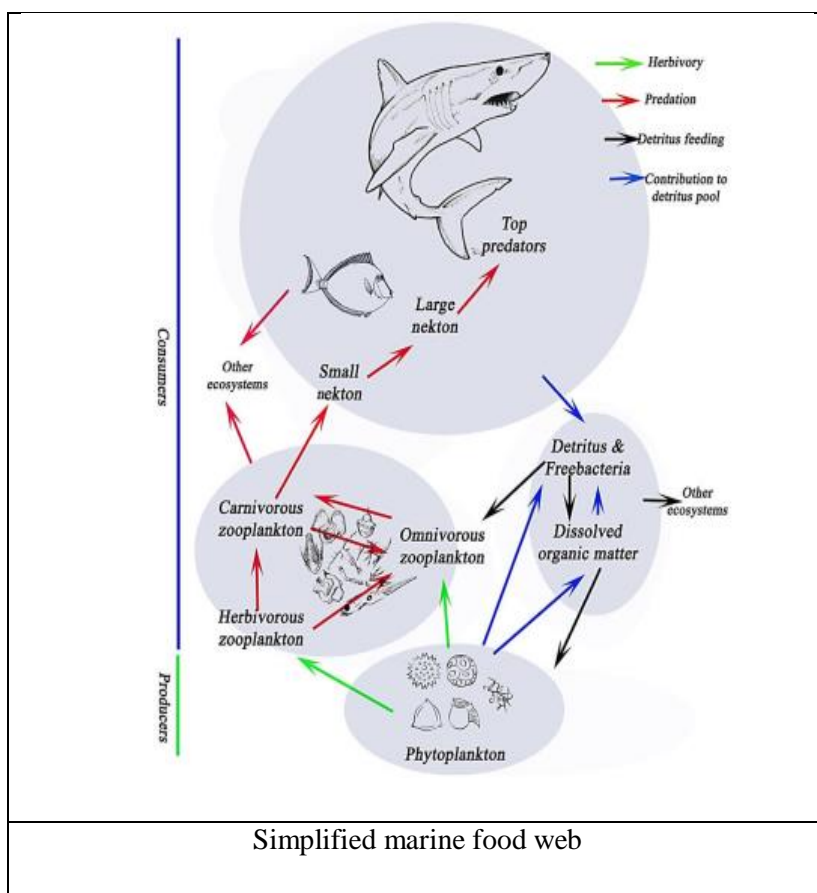 Herbivory
Predation
Detritus feeding
Contribution to
detritus pool
Top
predators
Large
nekton
Small
nekton
Other
ecosystems
Consumers
Detritus &
Freebacteria
Dissolved
organic matter
Other
ecosystems
Carnivorous
zooplankton
Omnivorous
zooplankton
Herbivorous
zooplankton
Producers
Phytoplankton
Simplified marine food web